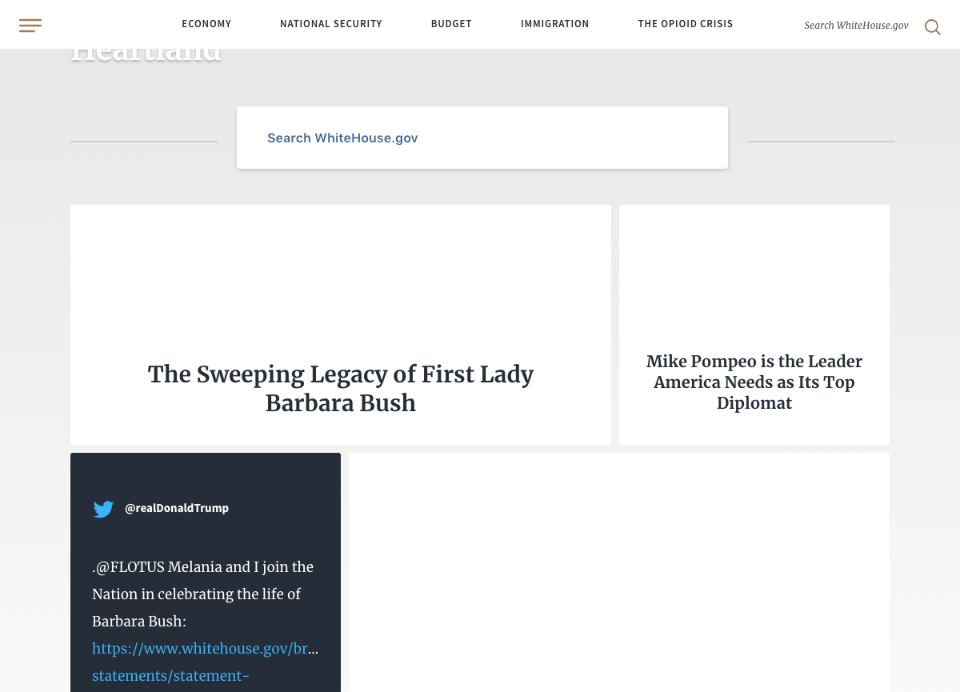 ECONOMY NATIONAL SECURITY BUDGET IMMIGRATION THE OPIOID CRISIS Search WhiteHouse.gov
Heartland
Search WhiteHouse.gov
The Sweeping Legacy of First Lady
Barbara Bush
Mike Pompeo is the Leader
America Needs as Its Top
Diplomat
@realDonaldTrump
.@FLOTUS Melania and I join the
Nation in celebrating the life of
Barbara Bush:
https://www.whitehouse.gov/br...
statements/statement-